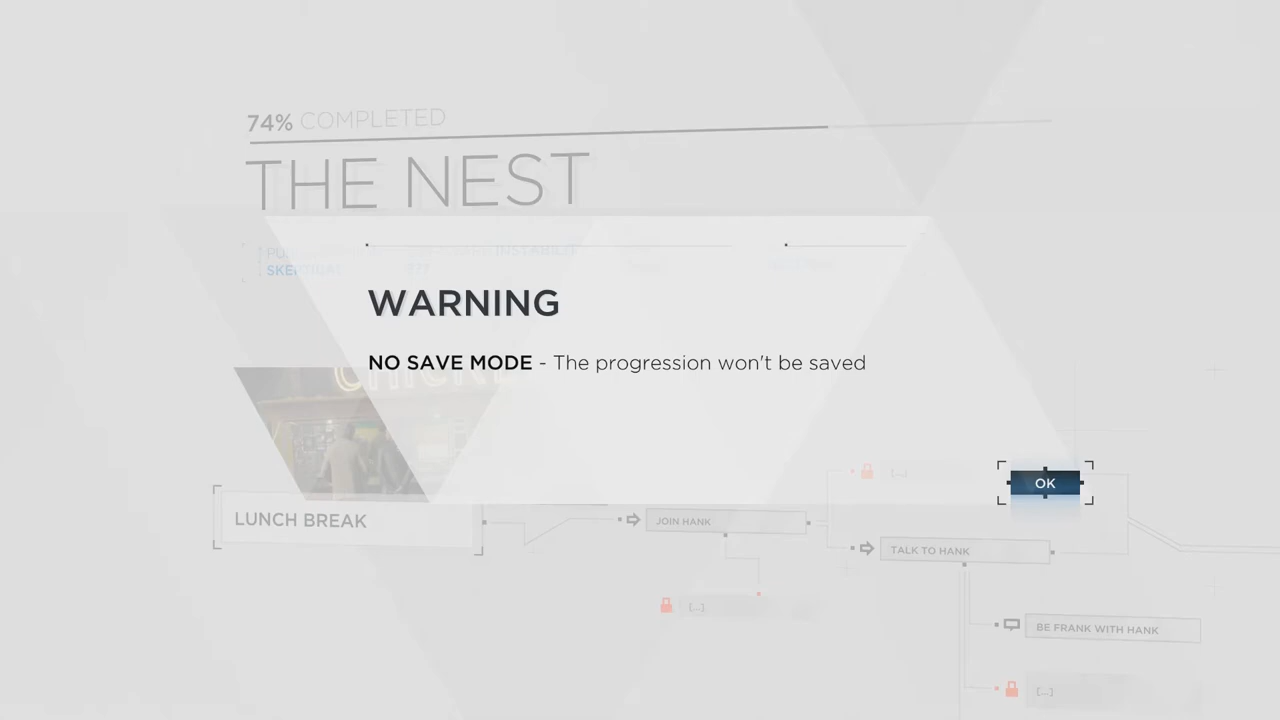 74% COMPLETED
THE NEST
SKEPTICAL
WARNING
NO SAVE MODE - The progression won't be saved
OK
[...]
LUNCH BREAK
JOIN HANK
TALK TO HANK
[...]
BE FRANK WITH HANK
[...]